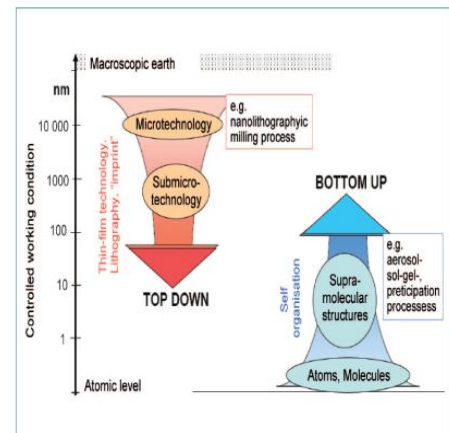 Macroscopic earth
nm
10 000
1000
100
10
1
Atomic level
Controlled working condition
Thin-film technology,
Lithography, "imprint"
Microtechnology
Submicro-
technology
TOP DOWN
e.g.
nanolithographyic
milling process
BOTTOM UP
Self
organisation
Supra-
molecular
structures
Atoms, Molecules
e.g.
aerosol-
sol-gel-,
preticipation
processess